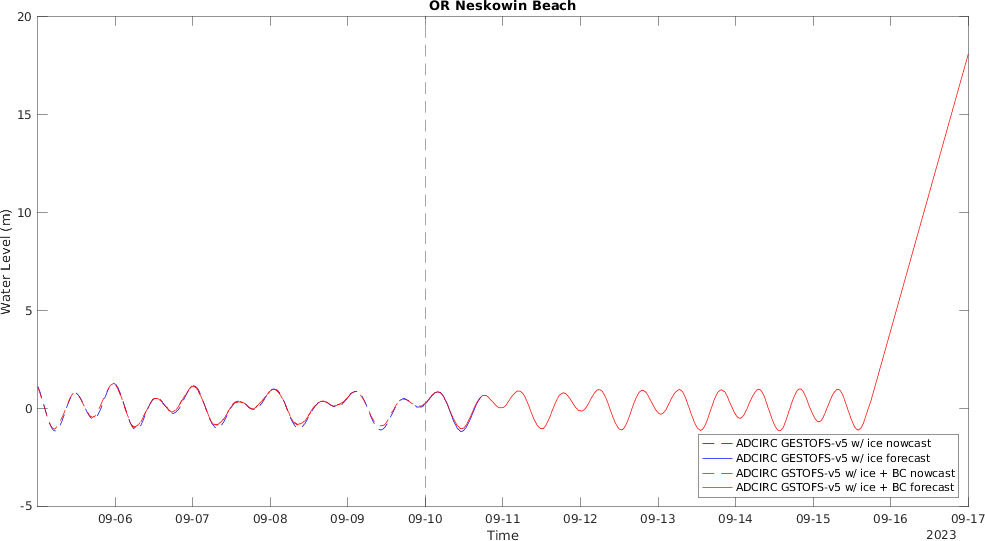 OR Neskowin Beach
20
15
10
5
0
-5
Water Level (m)
09-06 09-07 09-08 09-09 09-10 09-11 09-12 09-13 09-14 09-15 09-16 09-17
Time
2023
ADCIRC GESTOFS-v5 w/ ice nowcast
ADCIRC GESTOFS-v5 w/ ice forecast
ADCIRC GSTOFS-v5 w/ ice + BC nowcast
ADCIRC GSTOFS-v5 w/ ice + BC forecast